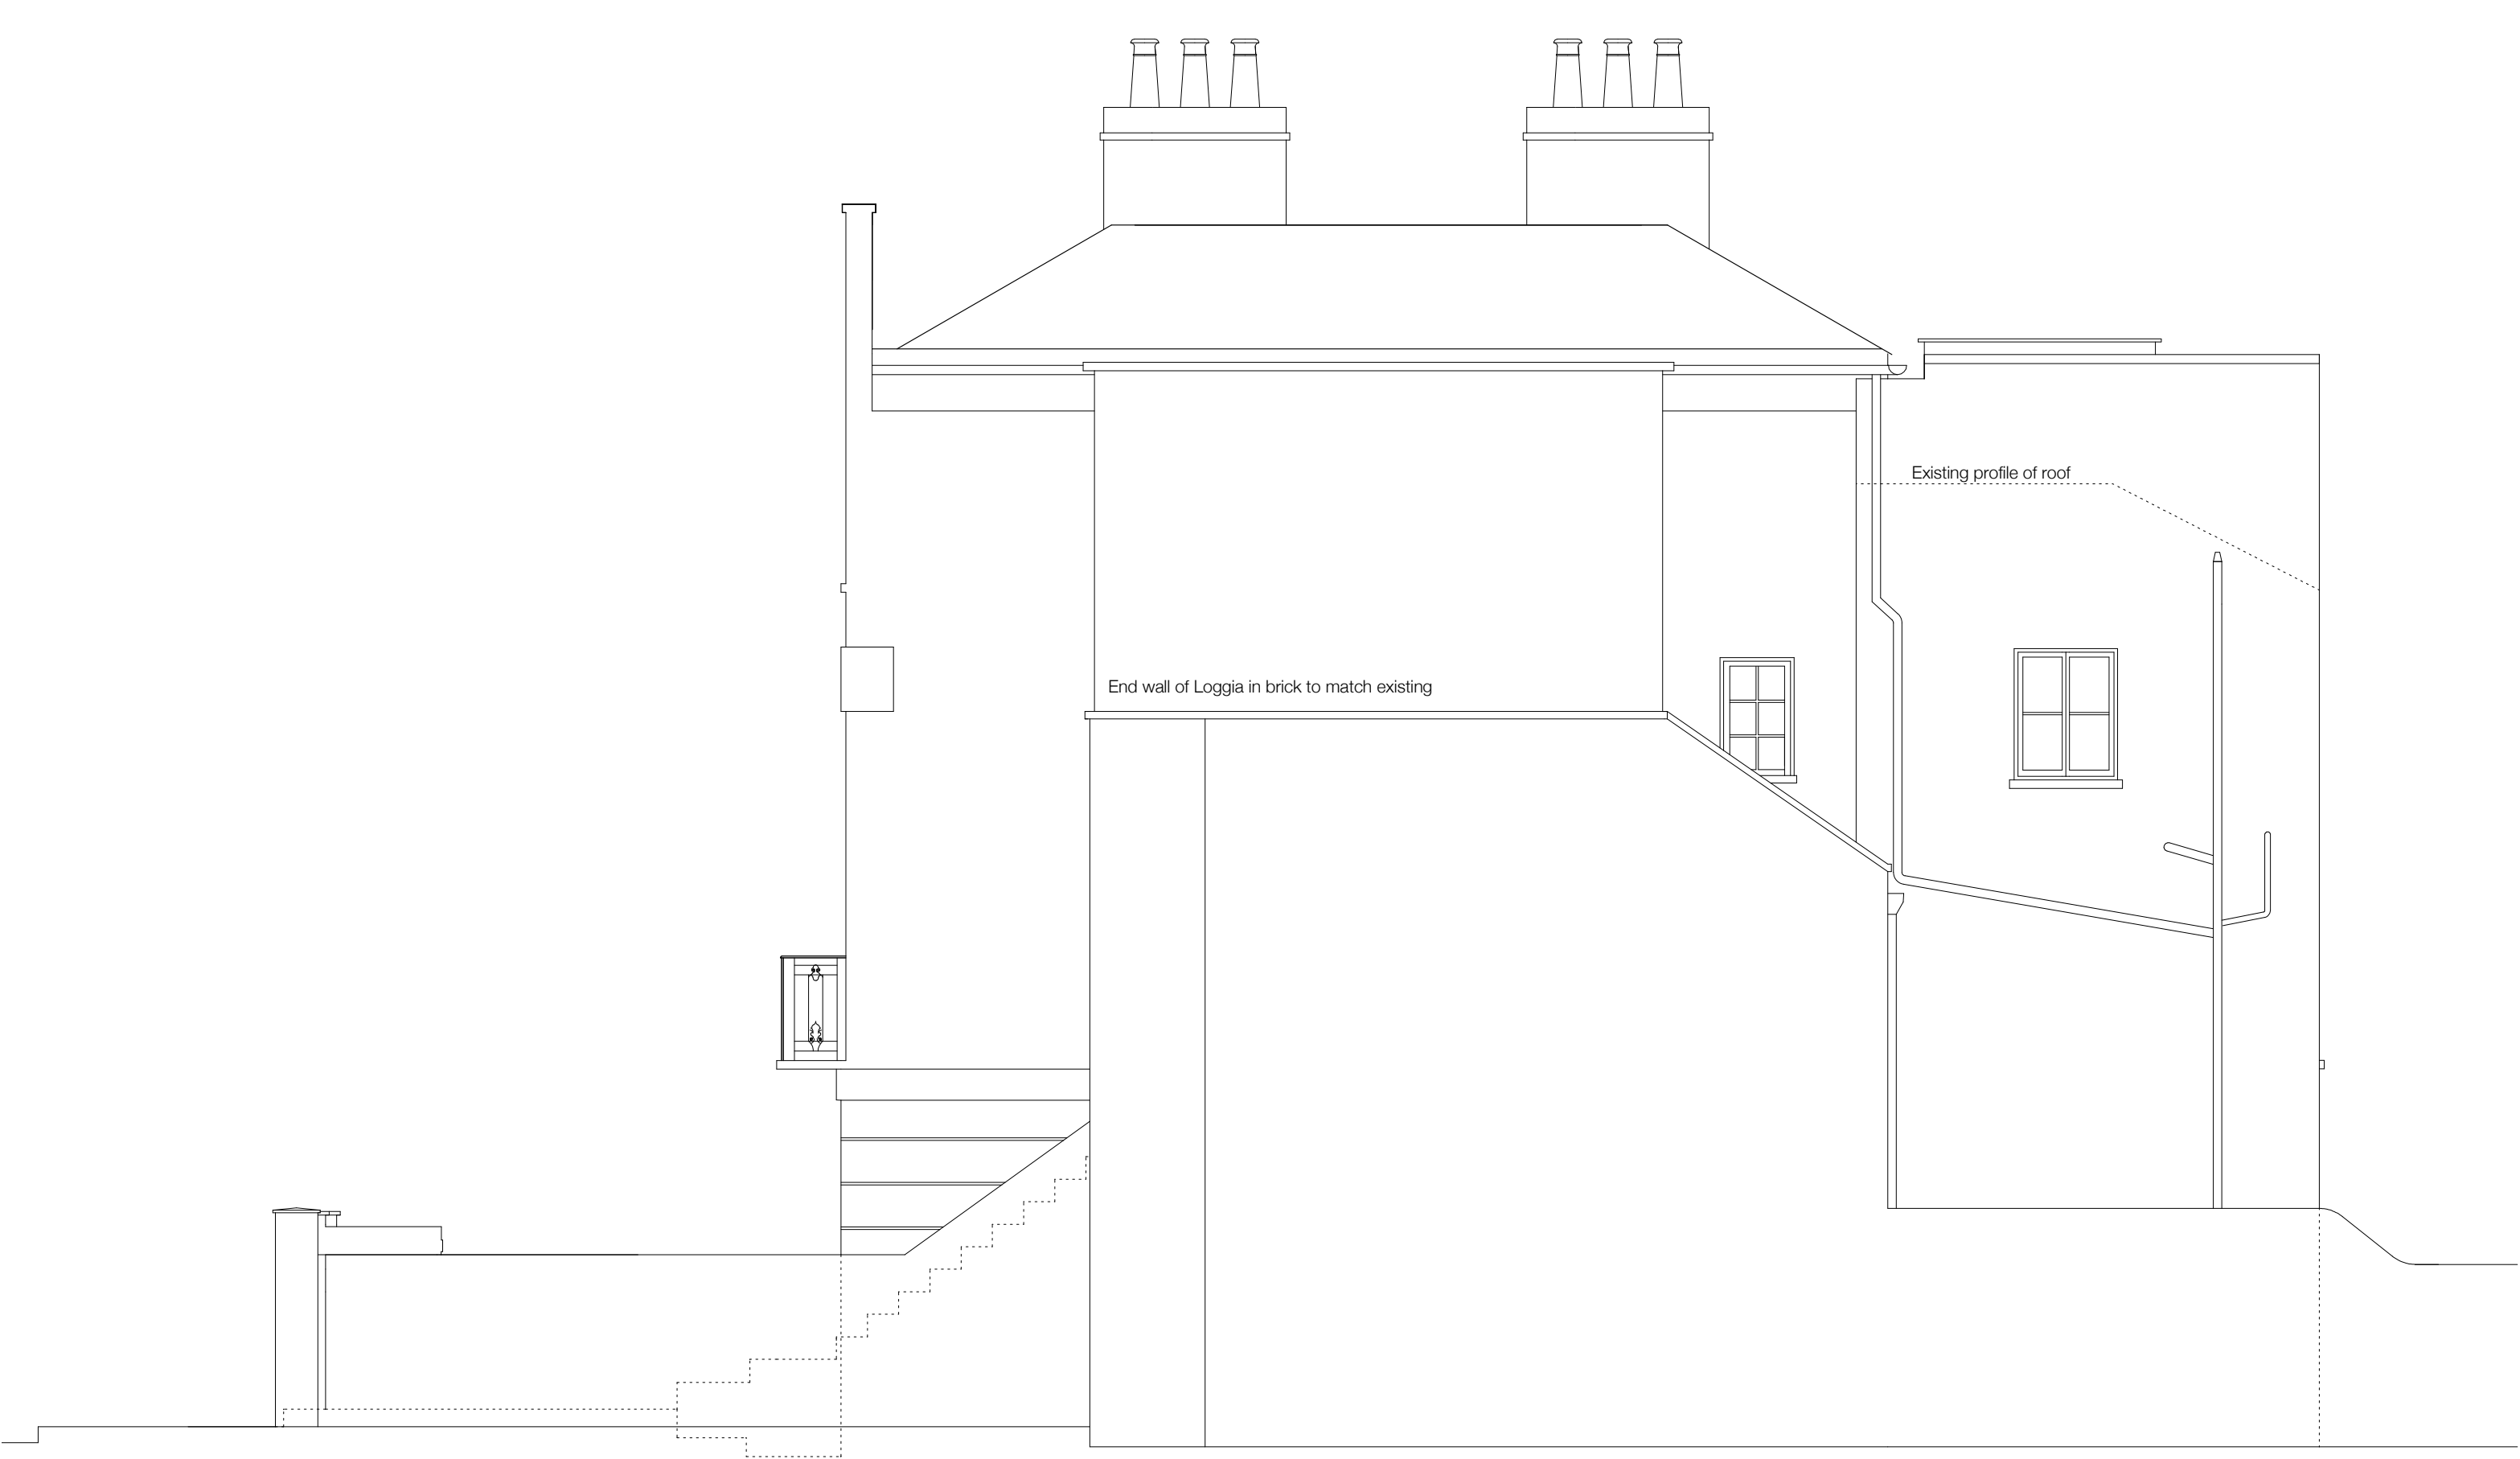 Existing profile of roof
End wall of Loggia in brick to match existing